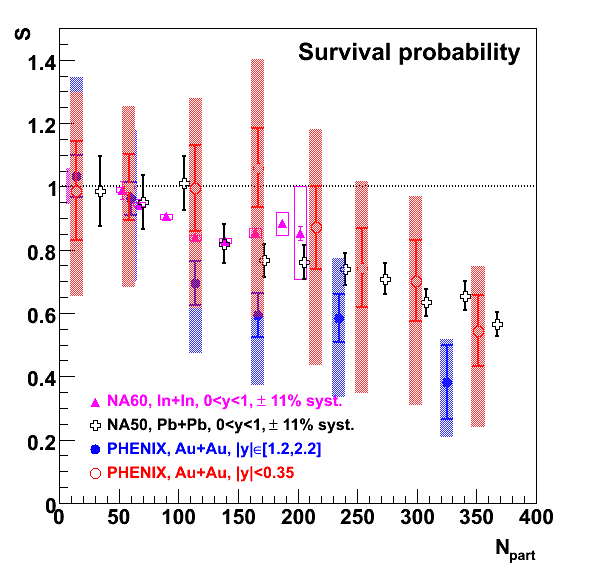 S
Survival probability
1.4
1.2
1
0.8
0.6
0.4
0.2
0
NA60, In+In, 0<y<1, ± 11% syst.
NA50, Pb+Pb, 0<y<1, ± 11% syst.
PHENIX, Au+Au, |y|∈[1.2,2.2]
PHENIX, Au+Au, |y|<0.35
0 50 100 150 200 250 300 350 400
Npart